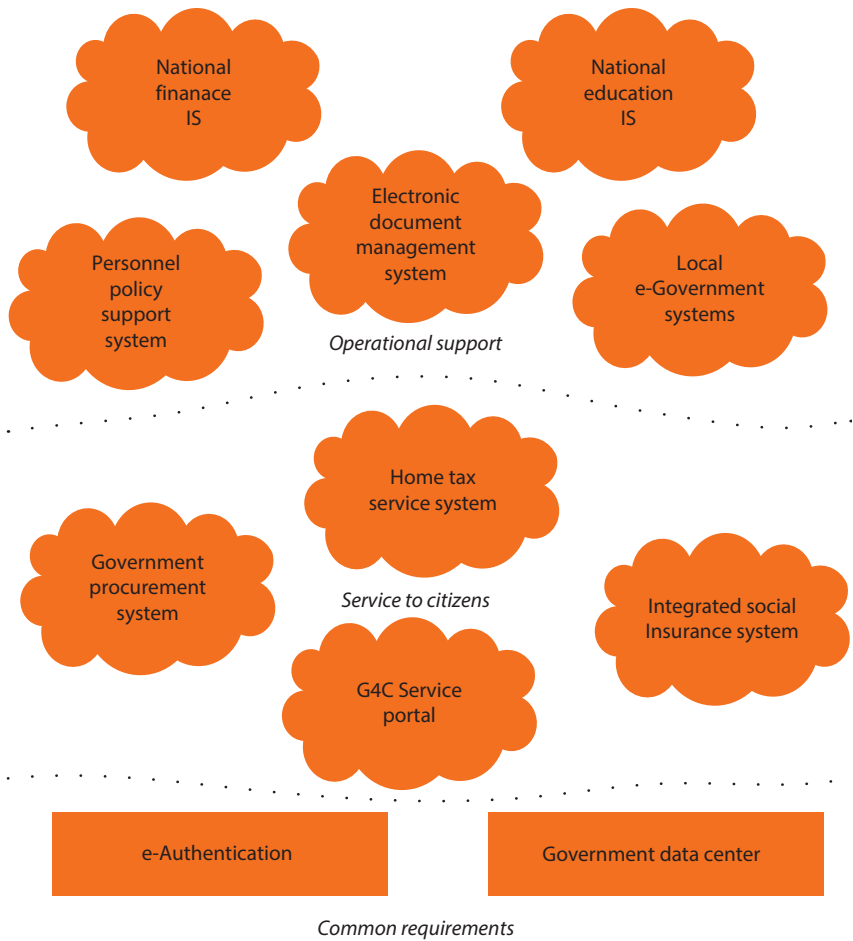 National
finanace
IS
National
education
IS
Electronic
document
management
system
Personnel
policy
support
system
Local
e-Government
systems
Operational support
Home tax
service system
Government
procurement
system
Service to citizens
Integrated social
Insurance system
G4C Service
portal
e-Authentication
Government data center
Common requirements